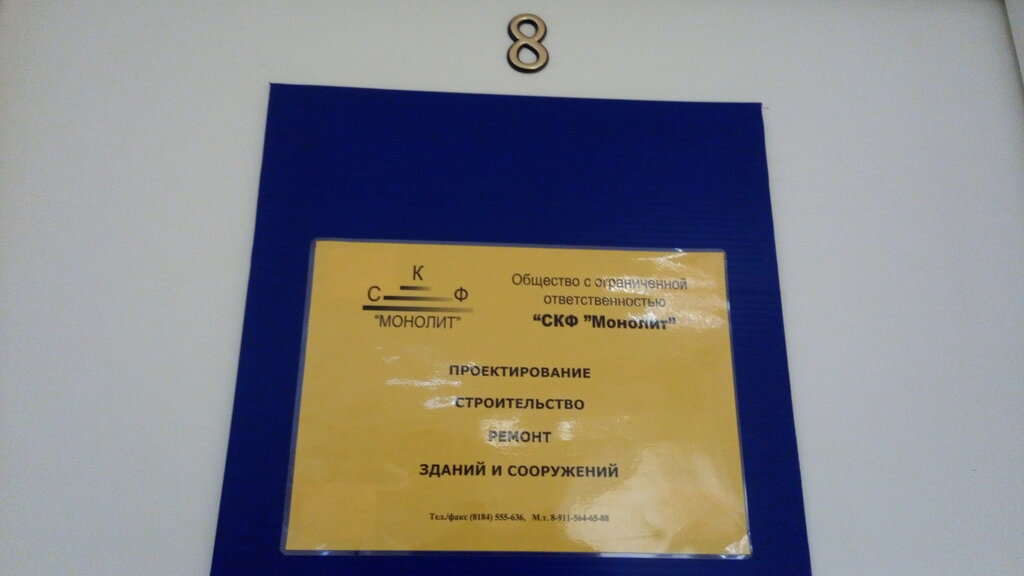 8
К
С Ф
"МОНОЛИТ"
Общество с ограниченной
ответственностью
“СКФ ”Монолит”
ПРОЕКТИРОВАНИЕ
СТРОИТЕЛЬСТВО
РЕМОНТ
ЗДАНИЙ И СООРУЖЕНИЙ
Тел./факс (8184) 555-636, М.т. 8-911-564-65-88